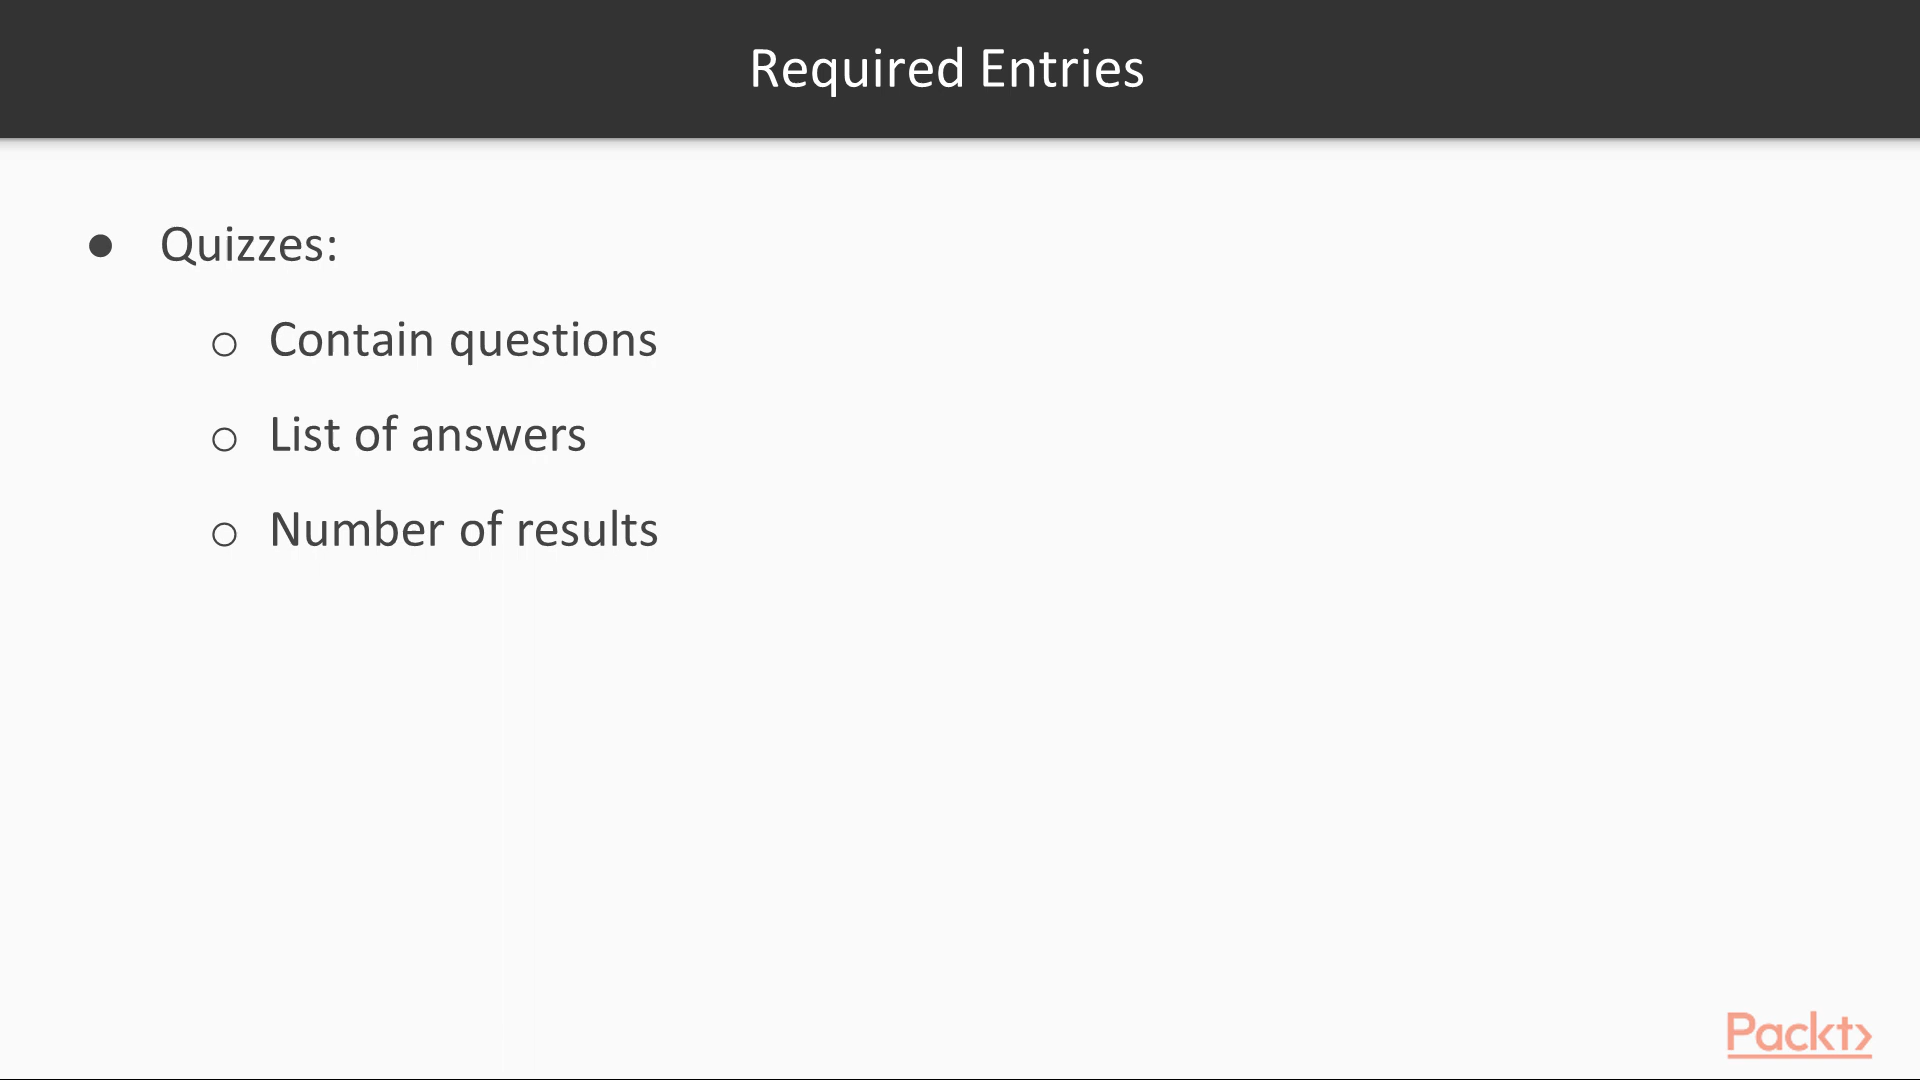 Required Entries
● Quizzes:
○ Contain questions
○ List of answers
○ Number of results
Packt>